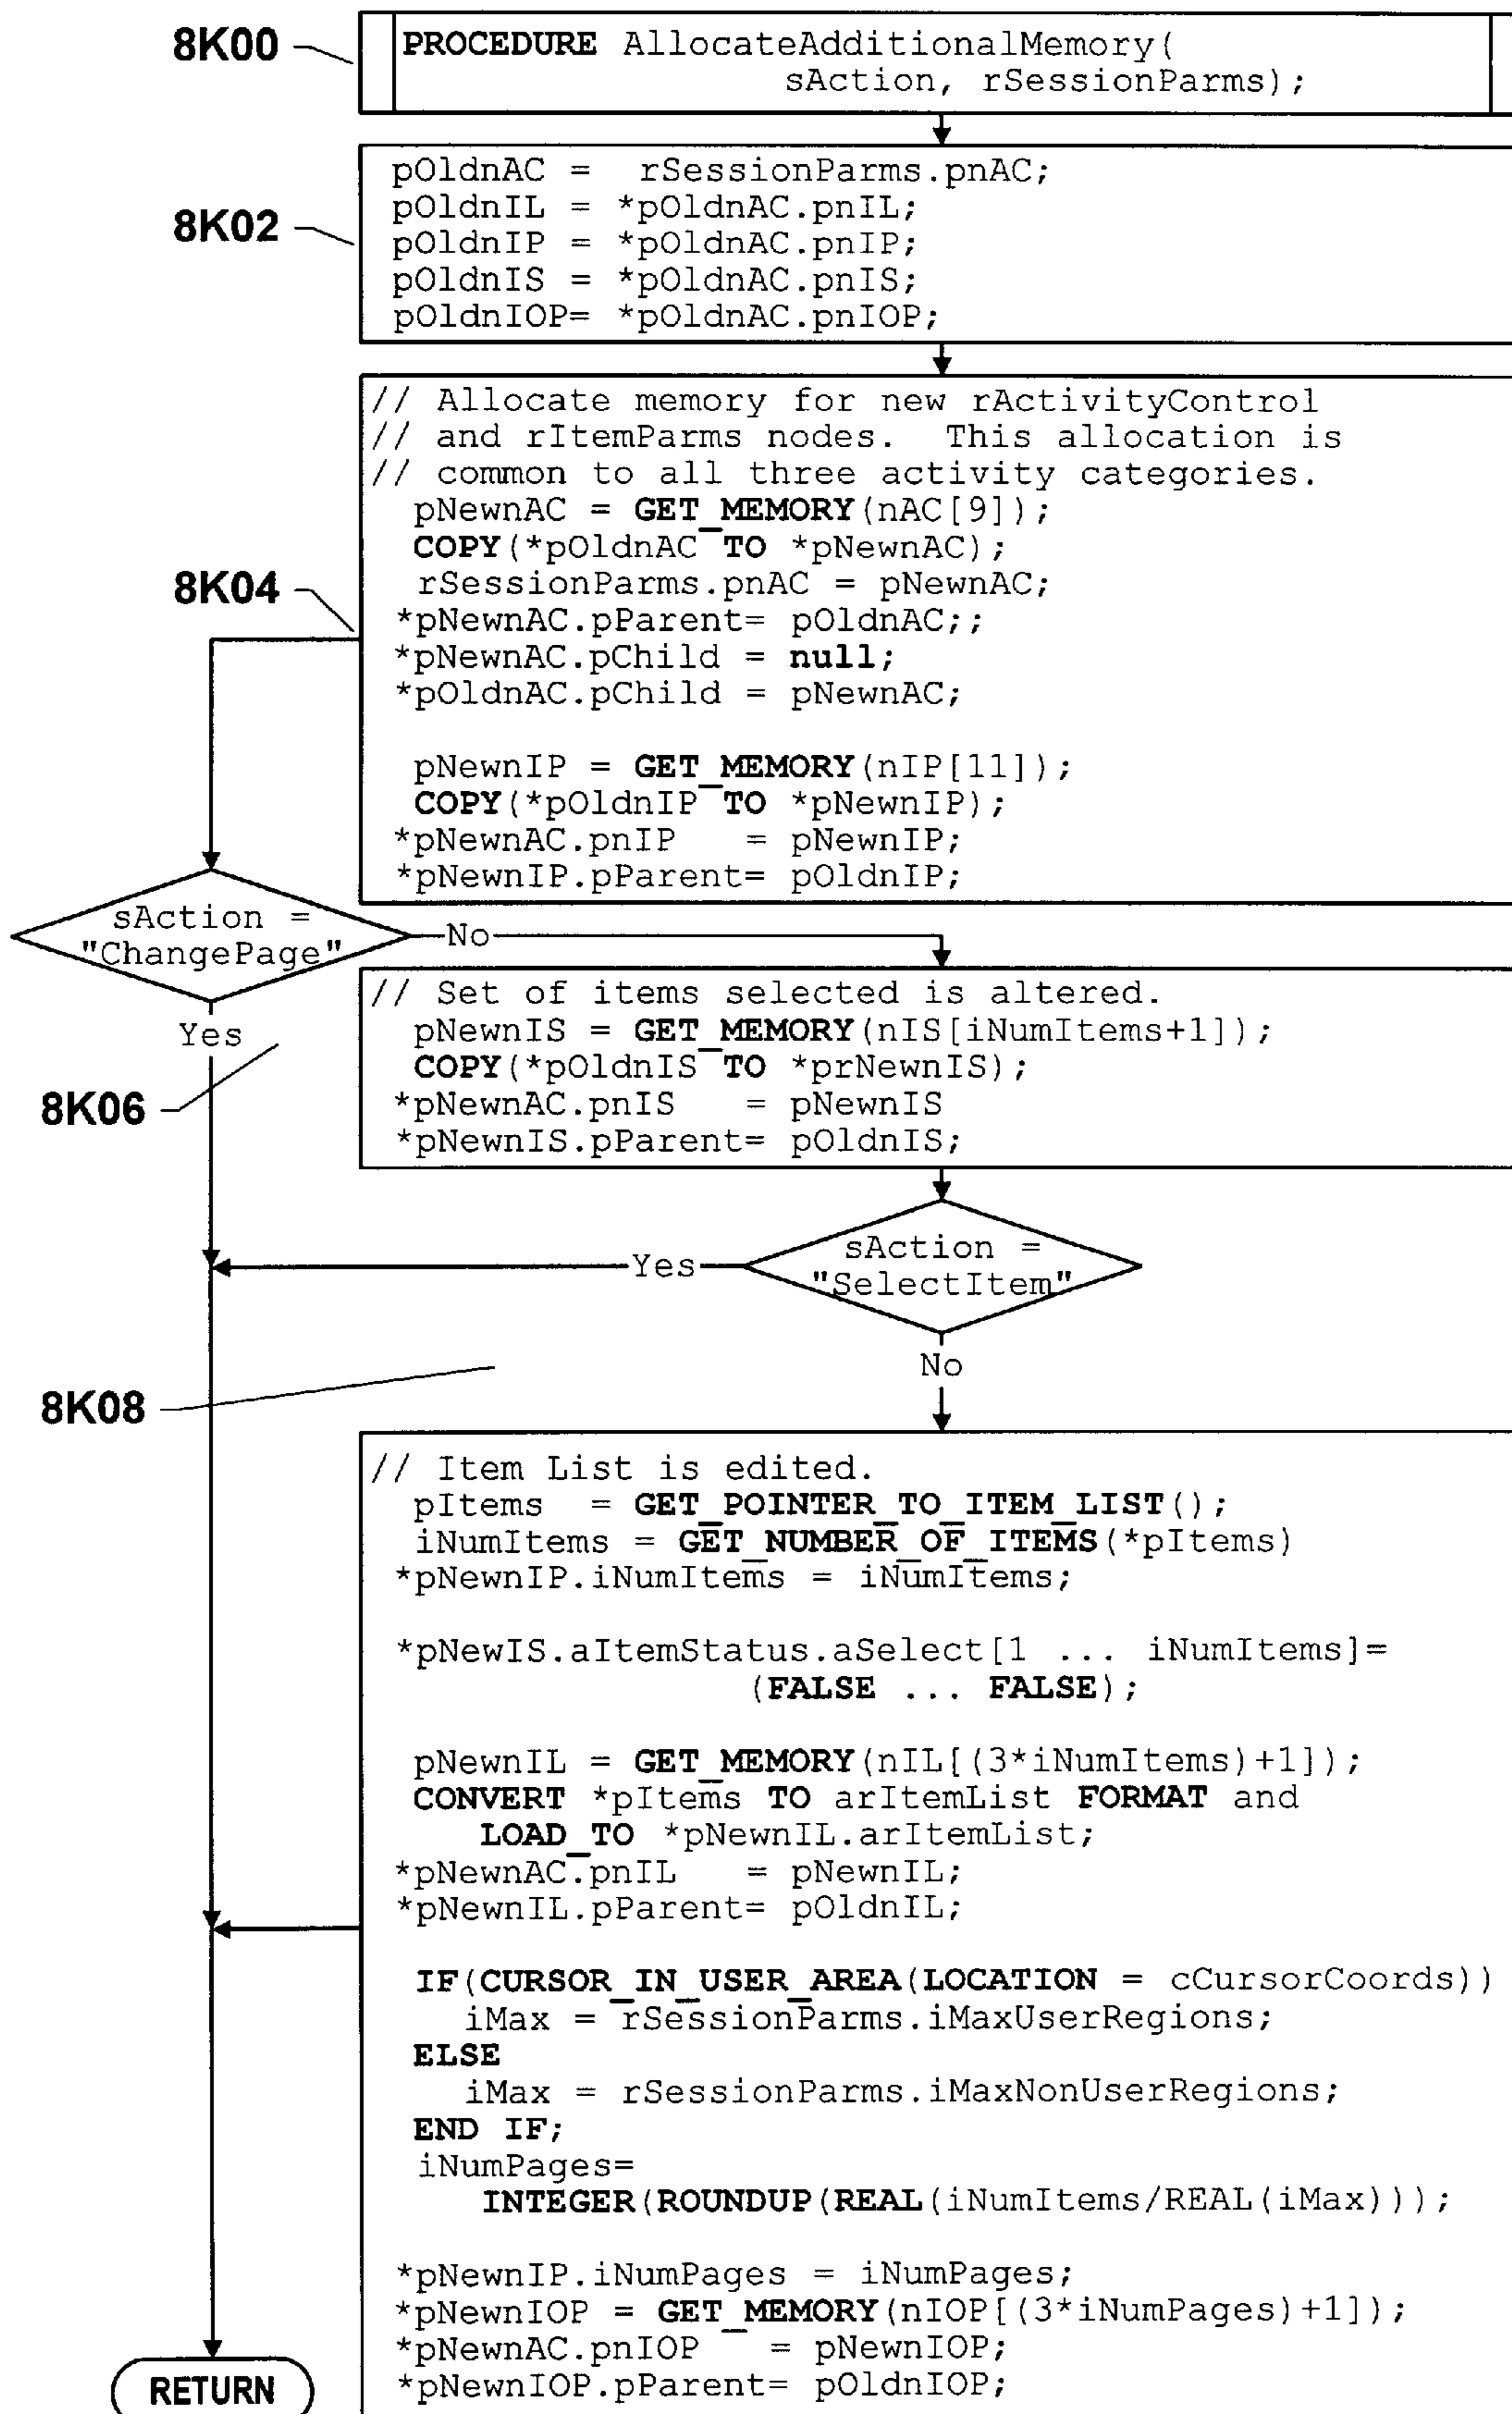 8K00
PROCEDURE AllocateAdditionalMemory(
sAction, rSessionParms);
8K02
pOldnAC =  rSessionParms.pnAC;
pOldnIL = *pOldnAC.pnIL;
pOldnIP = *pOldnAC.pnIP;
pOldnIS = *pOldnAC.pnIS;
pOldnIOP= *pOldnAC.pnIOP;
8K04
// Allocate memory for new rActivityControl
// and rItemParms nodes.  This allocation is
// common to all three activity categories.
pNewnAC = GET_MEMORY(nAC[9]);
COPY(*pOldnAC TO *pNewnAC);
rSessionParms.pnAC = pNewnAC;
*pNewnAC.pParent= pOldnAC;;
*pNewnAC.pChild = null;
*pOldnAC.pChild = pNewnAC;
pNewnIP = GET_MEMORY(nIP[11]);
COPY(*pOldnIP TO *pNewnIP);
*pNewnAC.pnIP   = pNewnIP;
*pNewnIP.pParent= pOldnIP;
sAction =
"ChangePage"
No
Yes
8K06
// Set of items selected is altered.
pNewnIS = GET_MEMORY(nIS[iNumItems+1]);
COPY(*pOldnIS TO *prNewnIS);
*pNewnAC.pnIS   = pNewnIS
*pNewnIS.pParent= pOldnIS;
sAction =
"SelectItem"
Yes
No
8K08
// Item List is edited.
pItems  = GET_POINTER_TO_ITEM_LIST();
iNumItems = GET_NUMBER_OF_ITEMS(*pItems)
*pNewnIP.iNumItems = iNumItems;
*pNewIS.aItemStatus.aSelect[1 ... iNumItems]=
(FALSE ... FALSE);
pNewnIL = GET_MEMORY(nIL[(3*iNumItems)+1]);
CONVERT *pItems TO arItemList FORMAT and
LOAD_TO *pNewnIL.arItemList;
*pNewnAC.pnIL   = pNewnIL;
*pNewnIL.pParent= pOldnIL;
IF(CURSOR_IN_USER_AREA(LOCATION = cCursorCoords))
iMax = rSessionParms.iMaxUserRegions;
ELSE
iMax = rSessionParms.iMaxNonUserRegions;
END IF;
iNumPages=
INTEGER(ROUNDUP(REAL(iNumItems/REAL(iMax)));
*pNewnIP.iNumPages = iNumPages;
*pNewnIOP = GET_MEMORY(nIOP[(3*iNumPages)+1]);
*pNewnAC.pnIOP   = pNewnIOP;
*pNewnIOP.pParent= pOldnIOP;
RETURN